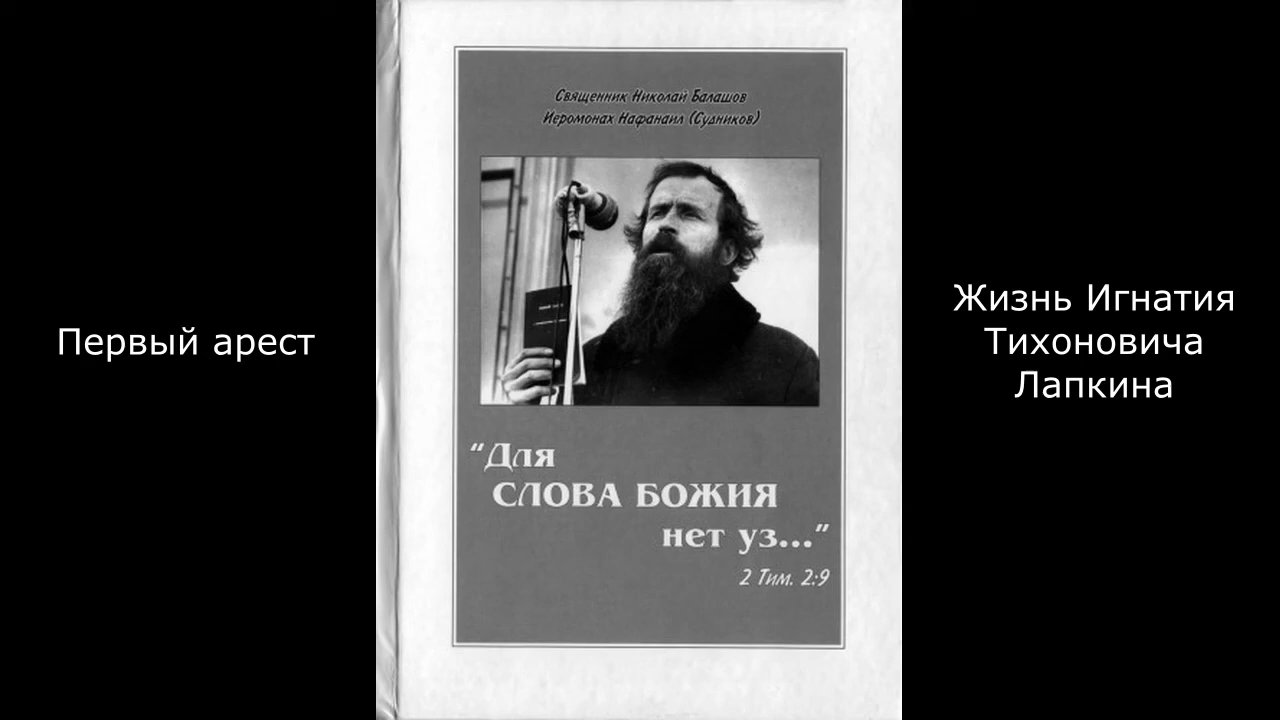 Первый арест
Священник Николай Балашов
Иеромонах Нафанаил (Судников)
“Для
СЛОВА БОЖИЯ
нет уз...”
2 Тим. 2:9
Жизнь Игнатия
Тихоновича
Лапкина